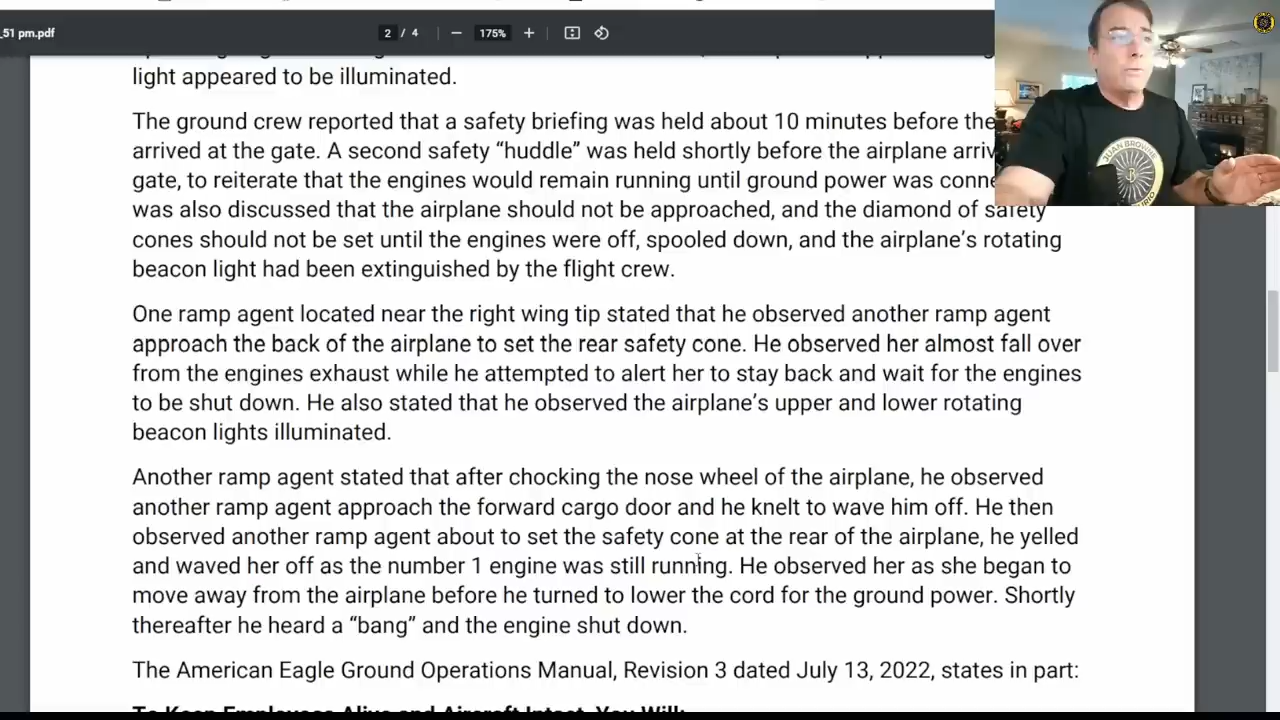 _51 pm.pdf
2 / 4
175%
light appeared to be illuminated.
The ground crew reported that a safety briefing was held about 10 minutes before the
arrived at the gate. A second safety “huddle” was held shortly before the airplane arriv
gate, to reiterate that the engines would remain running until ground power was conne
was also discussed that the airplane should not be approached, and the diamond of safety
cones should not be set until the engines were off, spooled down, and the airplane’s rotating
beacon light had been extinguished by the flight crew.
One ramp agent located near the right wing tip stated that he observed another ramp agent
approach the back of the airplane to set the rear safety cone. He observed her almost fall over
from the engines exhaust while he attempted to alert her to stay back and wait for the engines
to be shut down. He also stated that he observed the airplane’s upper and lower rotating
beacon lights illuminated.
Another ramp agent stated that after chocking the nose wheel of the airplane, he observed
another ramp agent approach the forward cargo door and he knelt to wave him off. He then
observed another ramp agent about to set the safety cone at the rear of the airplane, he yelled
and waved her off as the number 1 engine was still running. He observed her as she began to
move away from the airplane before he turned to lower the cord for the ground power. Shortly
thereafter he heard a “bang” and the engine shut down.
The American Eagle Ground Operations Manual, Revision 3 dated July 13, 2022, states in part:
To Keep Employees Alive and Aircraft Intact, You Will:
JUAN BROWNE